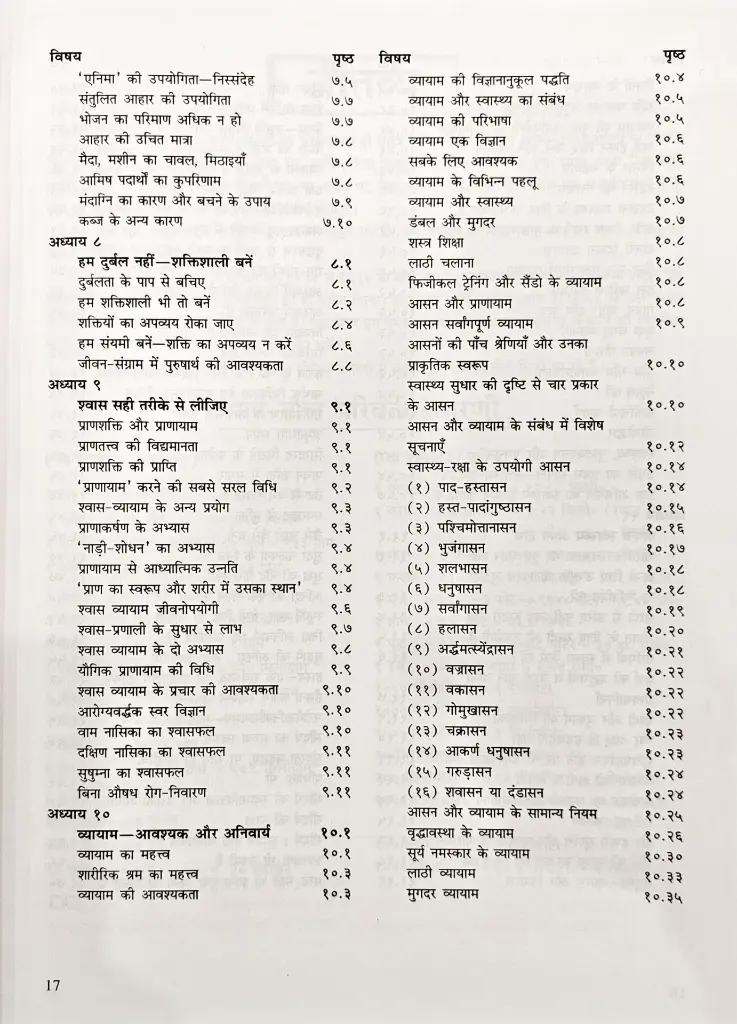 विषय पृष्ठ
‘एनिमा’ की उपयोगिता—निस्संदेह ७.५
संतुलित आहार की उपयोगिता ७.७
भोजन का परिमाण अधिक न हो ७.७
आहार की उचित मात्रा ७.८
मैदा, मशीन का चावल, मिठाइयाँ ७.८
आमिष पदार्थों का कुपरिणाम ७.८
मंदाग्नि का कारण और बचने के उपाय ७.९
कब्ज के अन्य कारण ७.१०
अध्याय ८
हम दुर्बल नहीं—शक्तिशाली बनें ८.१
दुर्बलता के पाप से बचिए ८.१
हम शक्तिशाली भी तो बनें ८.२
शक्तियों का अपव्यय रोका जाए ८.४
हम संयमी बनें—शक्ति का अपव्यय न करें ८.६
जीवन-संग्राम में पुरुषार्थ की आवश्यकता ८.८
अध्याय ९
श्वास सही तरीके से लीजिए ९.१
प्राणशक्ति और प्राणायाम ९.१
प्राणतत्त्व की विद्यमानता ९.१
प्राणशक्ति की प्राप्ति ९.१
‘प्राणायाम’ करने की सबसे सरल विधि ९.२
श्वास-व्यायाम के अन्य प्रयोग ९.३
प्राणाकर्षण के अभ्यास ९.३
‘नाड़ी-शोधन’ का अभ्यास ९.४
प्राणायाम से आध्यात्मिक उन्नति ९.४
‘प्राण का स्वरूप और शरीर में उसका स्थान’ ९.४
श्वास व्यायाम जीवनोपयोगी ९.६
श्वास-प्रणाली के सुधार से लाभ ९.७
श्वास व्यायाम के दो अभ्यास ९.८
यौगिक प्राणायाम की विधि ९.९
श्वास व्यायाम के प्रचार की आवश्यकता ९.१०
आरोग्यवर्द्धक स्वर विज्ञान ९.१०
वाम नासिका का श्वासफल ९.१०
दक्षिण नासिका का श्वासफल ९.११
सुषुम्ना का श्वासफल ९.११
बिना औषध रोग-निवारण ९.११
अध्याय १०
व्यायाम—आवश्यक और अनिवार्य १०.१
व्यायाम का महत्त्व १०.१
शारीरिक श्रम का महत्त्व १०.३
व्यायाम की आवश्यकता १०.३
विषय पृष्ठ
व्यायाम की विज्ञानानुकूल पद्धति १०.४
व्यायाम और स्वास्थ्य का संबंध १०.५
व्यायाम की परिभाषा १०.५
व्यायाम एक विज्ञान १०.६
सबके लिए आवश्यक १०.६
व्यायाम के विभिन्न पहलू १०.६
व्यायाम और स्वास्थ्य १०.७
डंबल और मुगदर १०.७
शस्त्र शिक्षा १०.८
लाठी चलाना १०.८
फिजीकल ट्रेनिंग और सैंडो के व्यायाम १०.८
आसन और प्राणायाम १०.८
आसन सर्वांगपूर्ण व्यायाम १०.९
आसनों की पाँच श्रेणियाँ और उनका
प्राकृतिक स्वरूप १०.१०
स्वास्थ्य सुधार की दृष्टि से चार प्रकार
के आसन १०.१०
आसन और व्यायाम के संबंध में विशेष
सूचनाएँ १०.१२
स्वास्थ्य-रक्षा के उपयोगी आसन १०.१४
(१) पाद-हस्तासन १०.१४
(२) हस्त-पादांगुष्ठासन १०.१५
(३) पश्चिमोत्तानासन १०.१६
(४) भुजंगासन १०.१७
(५) शलभासन १०.१८
(६) धनुषासन १०.१८
(७) सर्वांगासन १०.१९
(८) हलासन १०.२०
(९) अर्द्धमत्स्येंद्रासन १०.२१
(१०) वज्रासन १०.२२
(११) वकासन १०.२२
(१२) गोमुखासन १०.२२
(१३) चक्रासन १०.२३
(१४) आकर्ण धनुषासन १०.२३
(१५) गरुड़ासन १०.२४
(१६) शवासन या दंडासन १०.२४
आसन और व्यायाम के सामान्य नियम १०.२५
वृद्धावस्था के व्यायाम १०.२६
सूर्य नमस्कार के व्यायाम १०.३०
लाठी व्यायाम १०.३३
मुगदर व्यायाम १०.३५
17